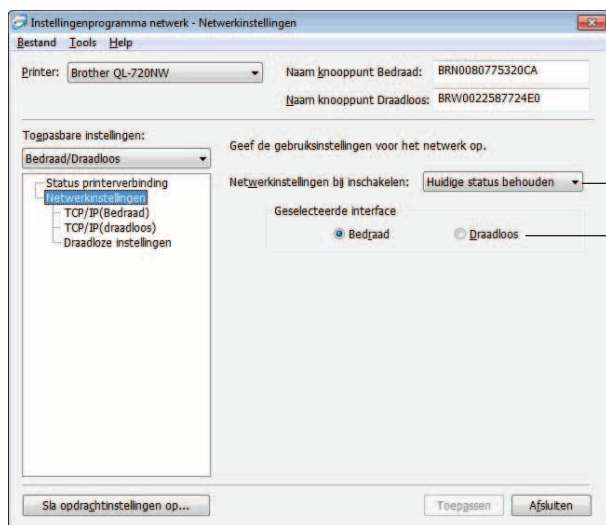 Instellingenprogramma netwerk - Netwerkinstellingen
Bestand Tools Help
Printer: Brother QL-720NW
Naam knooppunt Bedraad: BRN0080775320CA
Naam knooppunt Draadloos: BRW0022587724E0
Toepasbare instellingen:
Bedraad/Draadloos
Status printerverbinding
Netwerkinstellingen
TCP/IP(Bedraad)
TCP/IP(draadloos)
Draadloze instellingen
Geef de gebruiksinstellingen voor het netwerk op.
Netwerkinstellingen bij inschakelen: Huidige status behouden
Geselecteerde interface
Bedraad Draadloos
Sla opdrachtinstellingen op...
Toepassen Afsluiten